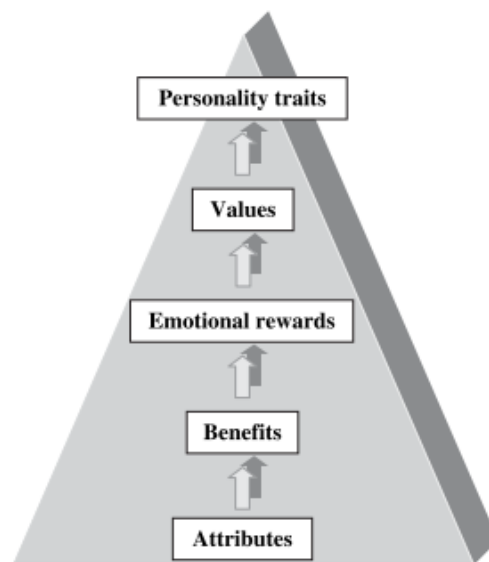 Personality traits
Values
Emotional rewards
Benefits
Attributes